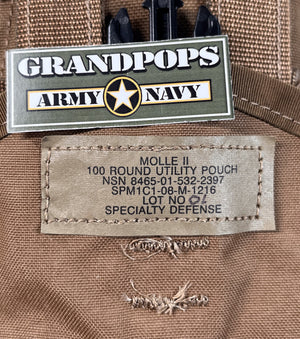 GRANDPOPS
ARMY NAVY
MOLLE II
100 ROUND UTILITY POUCH
NSN 8465-01-532-2397
SPM1C1-08-M-1216
LOT NO 01
SPECIALTY DEFENSE